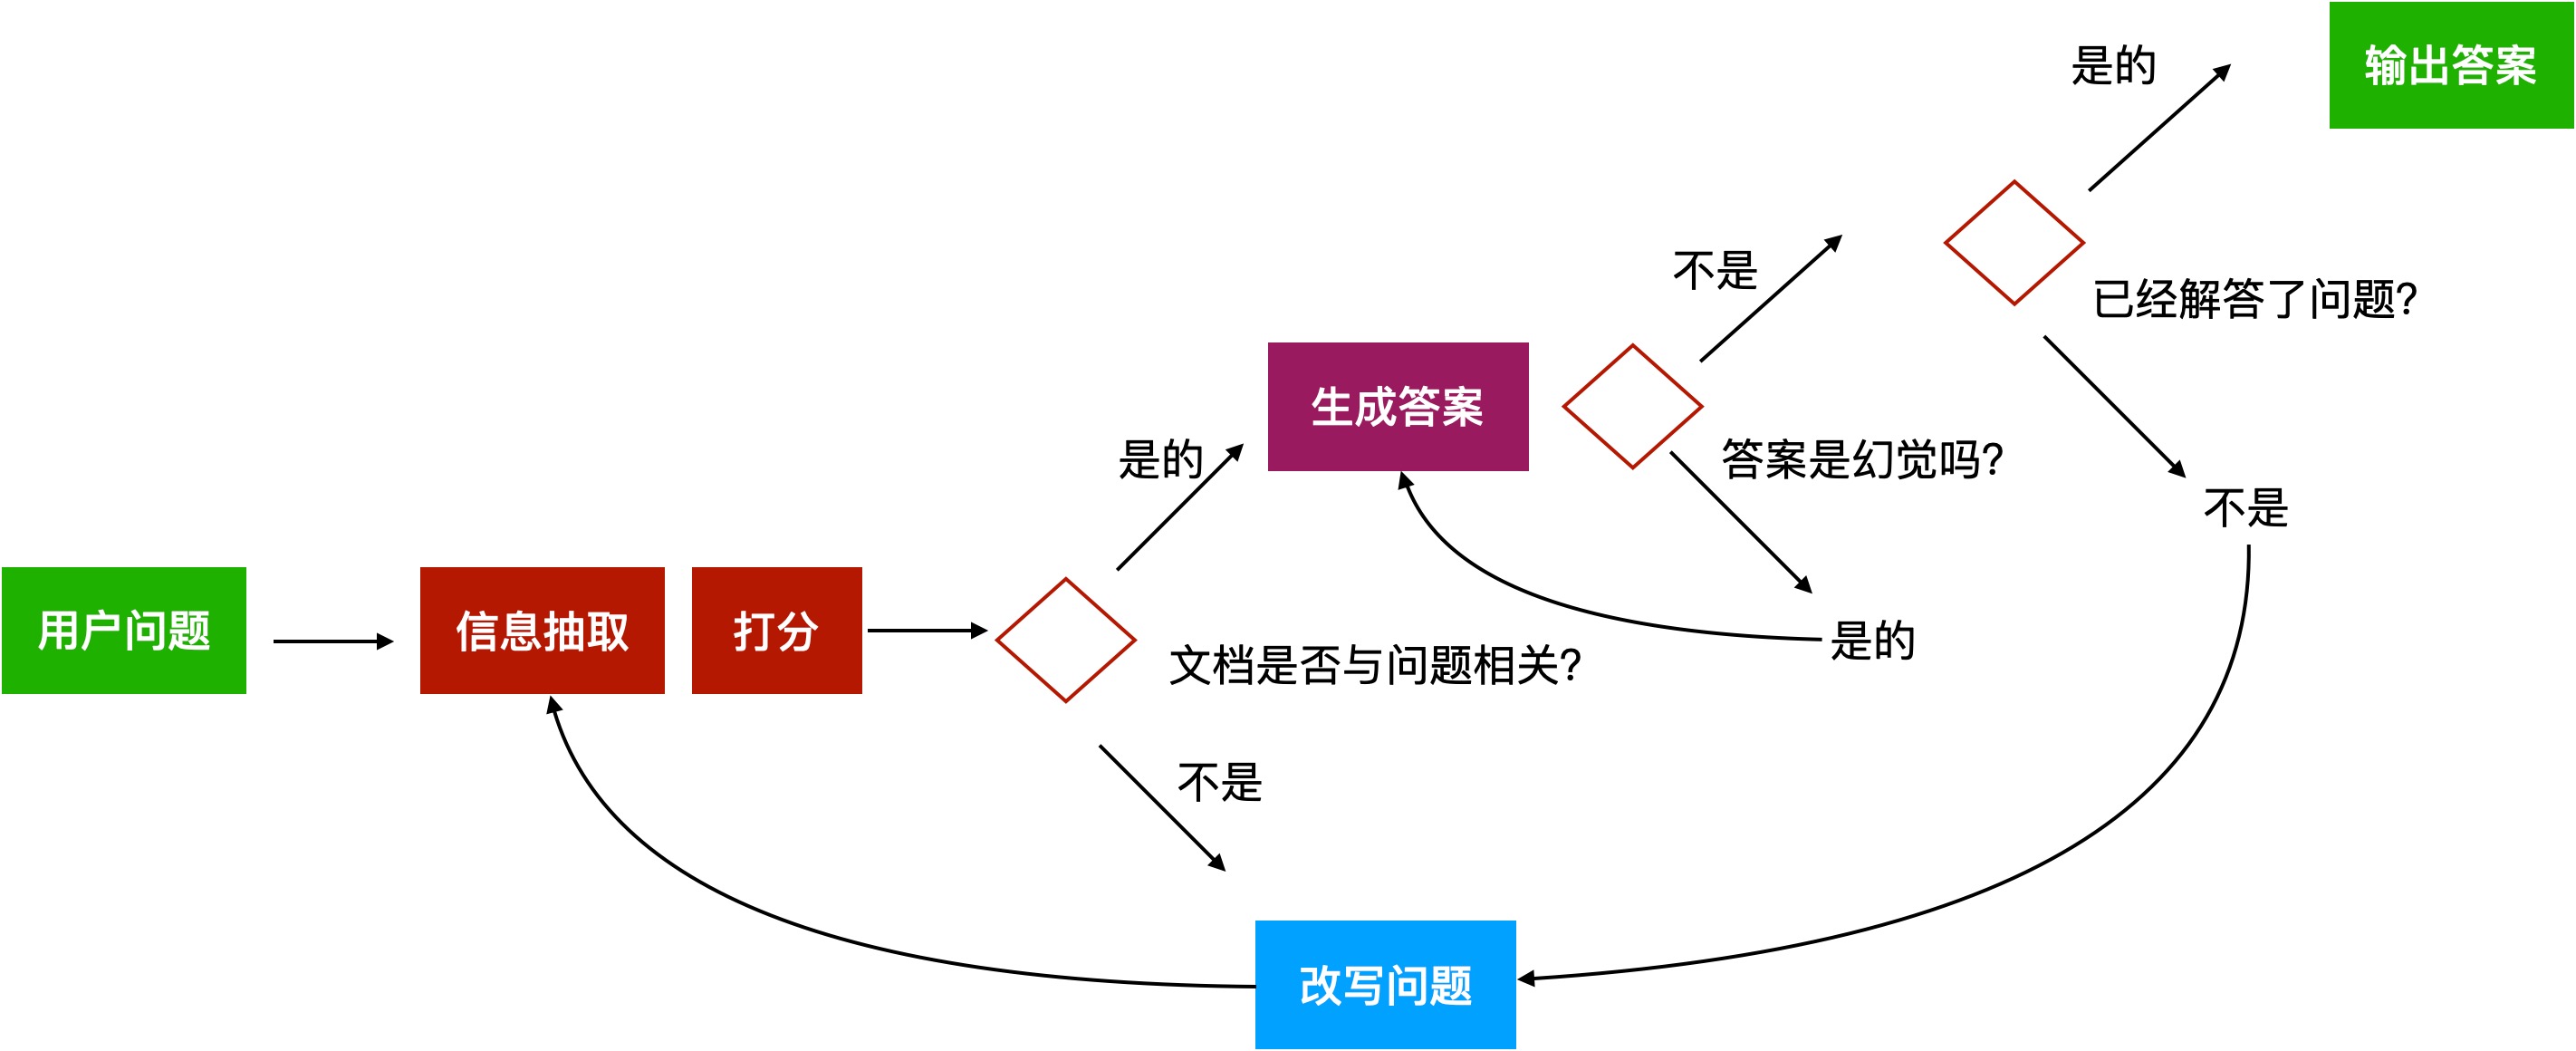 用户问题
信息抽取
打分
文档是否与问题相关?
是的
不是
生成答案
答案是幻觉吗?
不是
是的
已经解答了问题?
是的
不是
输出答案
改写问题